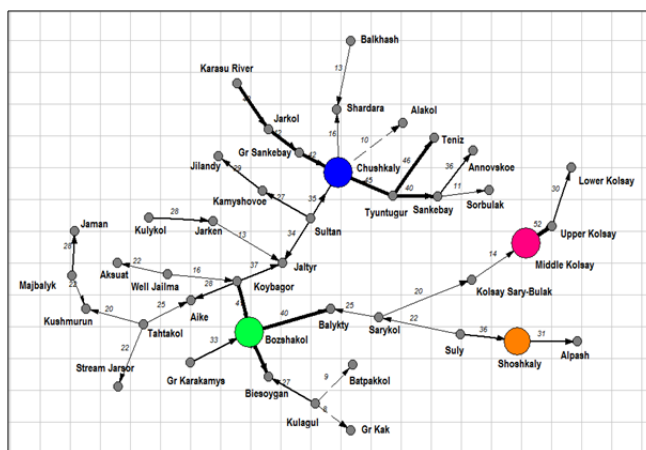 Balkhash
Karasu River
13
Shardara
Alakol
Jarkol
16
10
Teniz
Gr Sankebay
42
46
Annovskoe
Jilandy
Chushkaly
36
29
45
40
Lower Kolsay
Kamyshovoe
27
35
11
30
Tyuntugur
Sankebay
Sorbulak
Kulykol
28
Jarken
Sultan
52
Jaman
13
34
Upper Kolsay
28
Aksuat
22
Jaltyr
14
Middle Kolsay
Well Jailma
16
37
Majbalyk
Koybagor
Kolsay Sary-Bulak
28
20
Kushmurun
20
25
Aike
40
Balykty
25
Sarykol
22
Tahtakol
Bozshakol
Suly
36
31
33
Shoshkaly
Alpash
22
Stream Jarsor
Gr Karakamys
27
9
Batpakkol
Biesoygan
8
Kulagul
Gr Kak